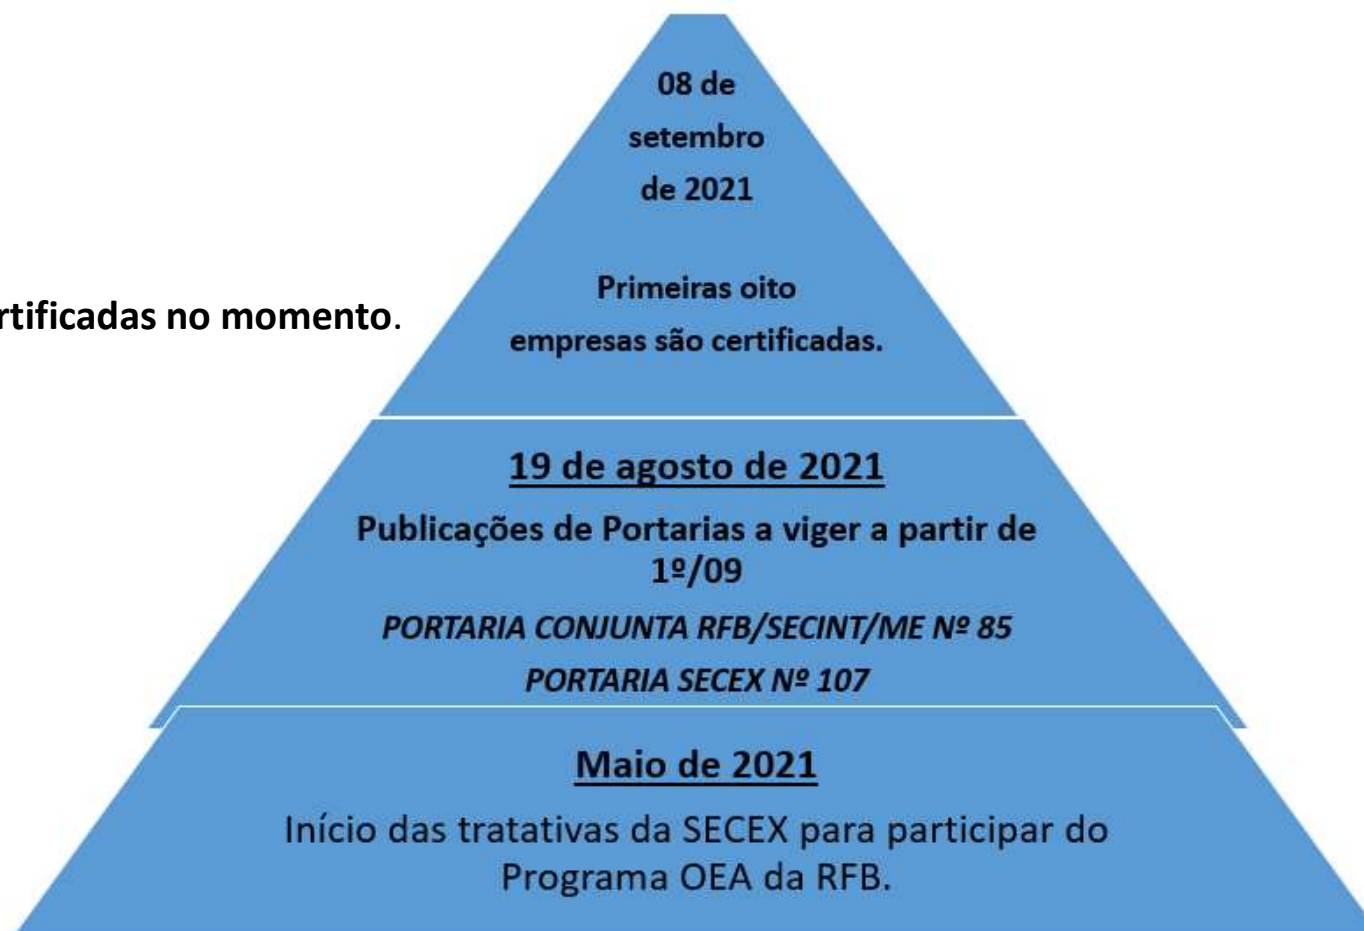 08 de
setembro
de 2021
Primeiras oito
empresas são certificadas.
rtificadas no momento.
19 de agosto de 2021
Publicações de Portarias a viger a partir de
1º/09
PORTARIA CONJUNTA RFB/SECINT/ME Nº 85
PORTARIA SECEX Nº 107
Maio de 2021
Início das tratativas da SECEX para participar do
Programa OEA da RFB.